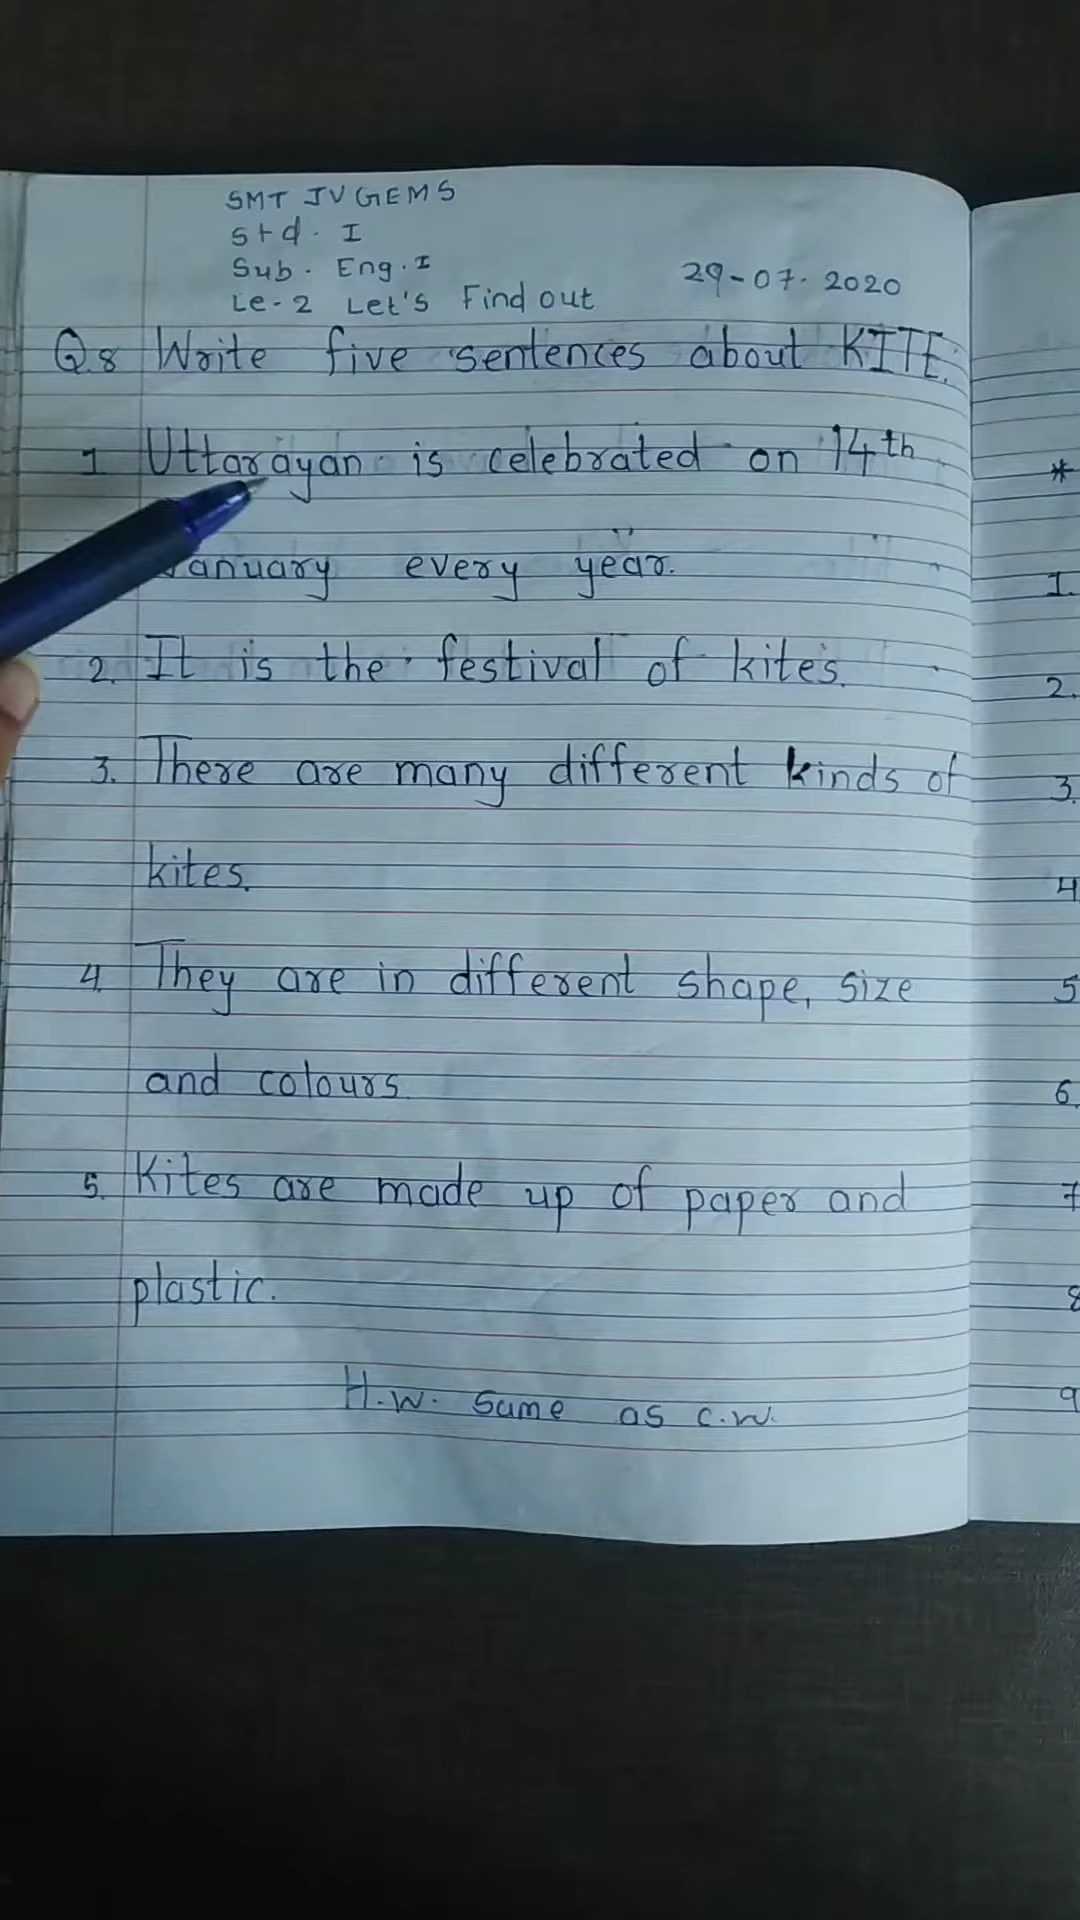 SMT JV GEMS
Std. I
Sub. Eng. I
29-07-2020
Le-2 Let's Find out
Q.8 Write five sentences about KITE.
1 Uttarayan is celebrated on 14th
January every year.
2. It is the festival of kites.
3. There are many different kinds of
kites.
4. They are in different shape, size
and colours.
5. Kites are made up of paper and
plastic.
H.W. Same as C.W.
*
1.
2.
3.
4
5
6.
7
8
9